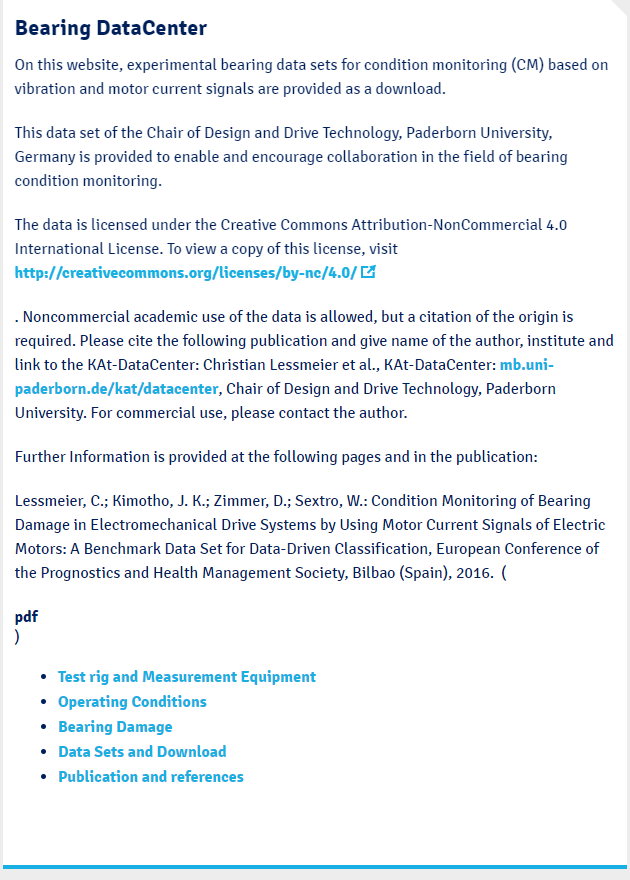 Bearing DataCenter
On this website, experimental bearing data sets for condition monitoring (CM) based on
vibration and motor current signals are provided as a download.
This data set of the Chair of Design and Drive Technology, Paderborn University,
Germany is provided to enable and encourage collaboration in the field of bearing
condition monitoring.
The data is licensed under the Creative Commons Attribution-NonCommercial 4.0
International License. To view a copy of this license, visit
http://creativecommons.org/licenses/by-nc/4.0/
. Noncommercial academic use of the data is allowed, but a citation of the origin is
required. Please cite the following publication and give name of the author, institute and
link to the KAt-DataCenter: Christian Lessmeier et al., KAt-DataCenter: mb.uni-
paderborn.de/kat/datacenter, Chair of Design and Drive Technology, Paderborn
University. For commercial use, please contact the author.
Further Information is provided at the following pages and in the publication:
Lessmeier, C.; Kimotho, J. K.; Zimmer, D.; Sextro, W.: Condition Monitoring of Bearing
Damage in Electromechanical Drive Systems by Using Motor Current Signals of Electric
Motors: A Benchmark Data Set for Data-Driven Classification, European Conference of
the Prognostics and Health Management Society, Bilbao (Spain), 2016. (
pdf
)
• Test rig and Measurement Equipment
• Operating Conditions
• Bearing Damage
• Data Sets and Download
• Publication and references